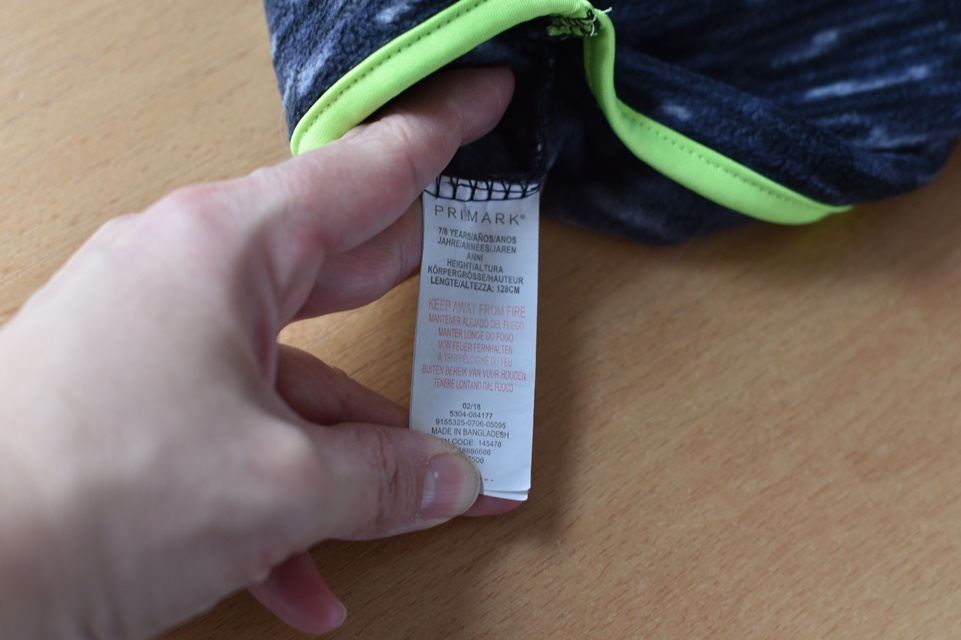 PRIMARK®
7/8 YEARS/AÑOS/ANOS
JAHRE/ANNÉES/JAREN
ANNI
HEIGHT/ALTURA
KÖRPERGRÖSSE/HAUTEUR
LENGTE/ALTEZZA: 128CM
KEEP AWAY FROM FIRE
MANTENER ALEJADO DEL FUEGO
MANTER LONGE DO FOGO
VON FEUER FERNHALTEN
A TENIR ÉLOIGNÉ DU FEU
BUITEN BEREIK VAN VUUR HOUDEN
TENERE LONTANO DAL FUOCO
02/18
5304-084177
9155325-0706-05095
MADE IN BANGLADESH
CODE: 145478